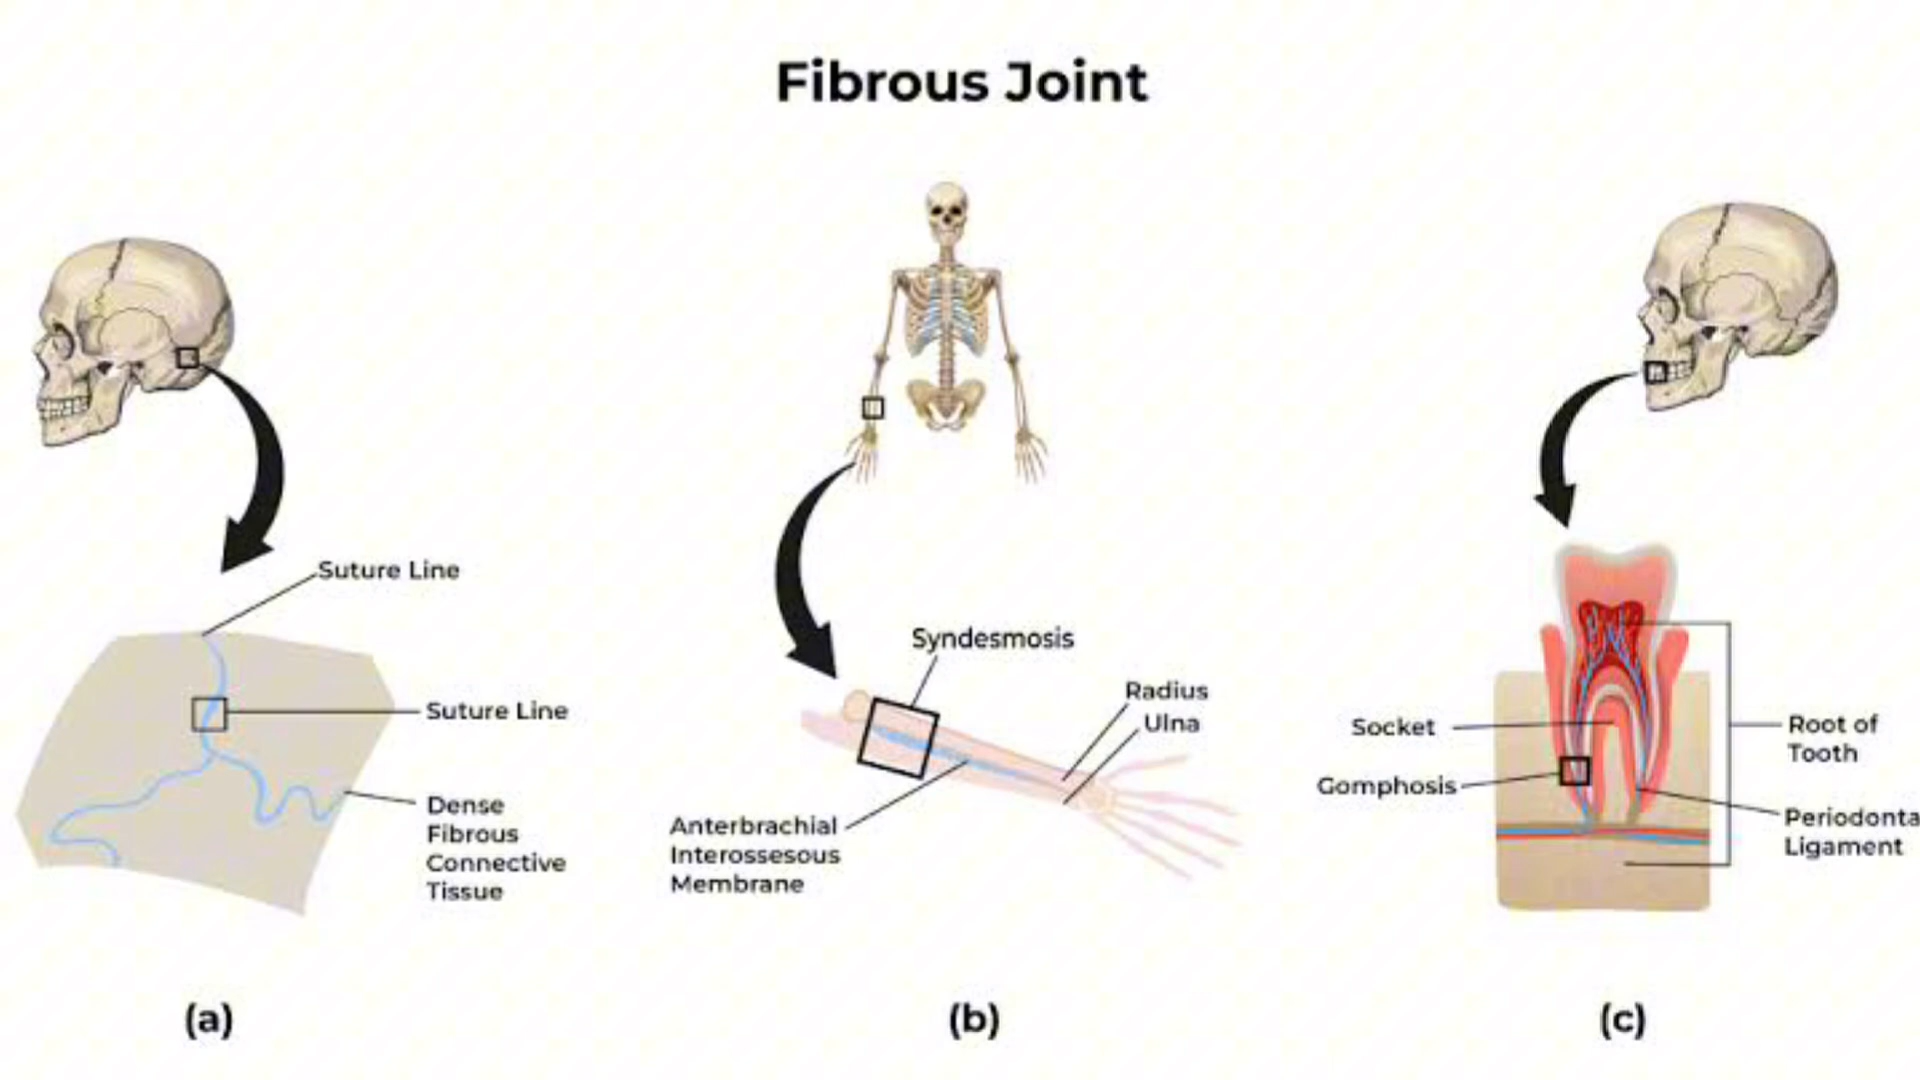 Fibrous Joint
Suture Line
Suture Line
Dense
Fibrous
Connective
Tissue
(a)
Syndesmosis
Radius
Ulna
Anterbrachial
Interossesous
Membrane
(b)
Socket
Gomphosis
Root of
Tooth
Periodonta
Ligament
(c)